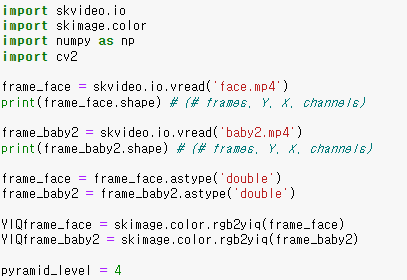 import skvideo.io
import skimage.color
import numpy as np
import cv2
frame_face = skvideo.io.vread('face.mp4')
print(frame_face.shape) # (# frames, Y, X, channels)
frame_baby2 = skvideo.io.vread('baby2.mp4')
print(frame_baby2.shape) # (# frames, Y, X, channels)
frame_face = frame_face.astype('double')
frame_baby2 = frame_baby2.astype('double')
YIQframe_face = skimage.color.rgb2yiq(frame_face)
YIQframe_baby2 = skimage.color.rgb2yiq(frame_baby2)
pyramid_level = 4